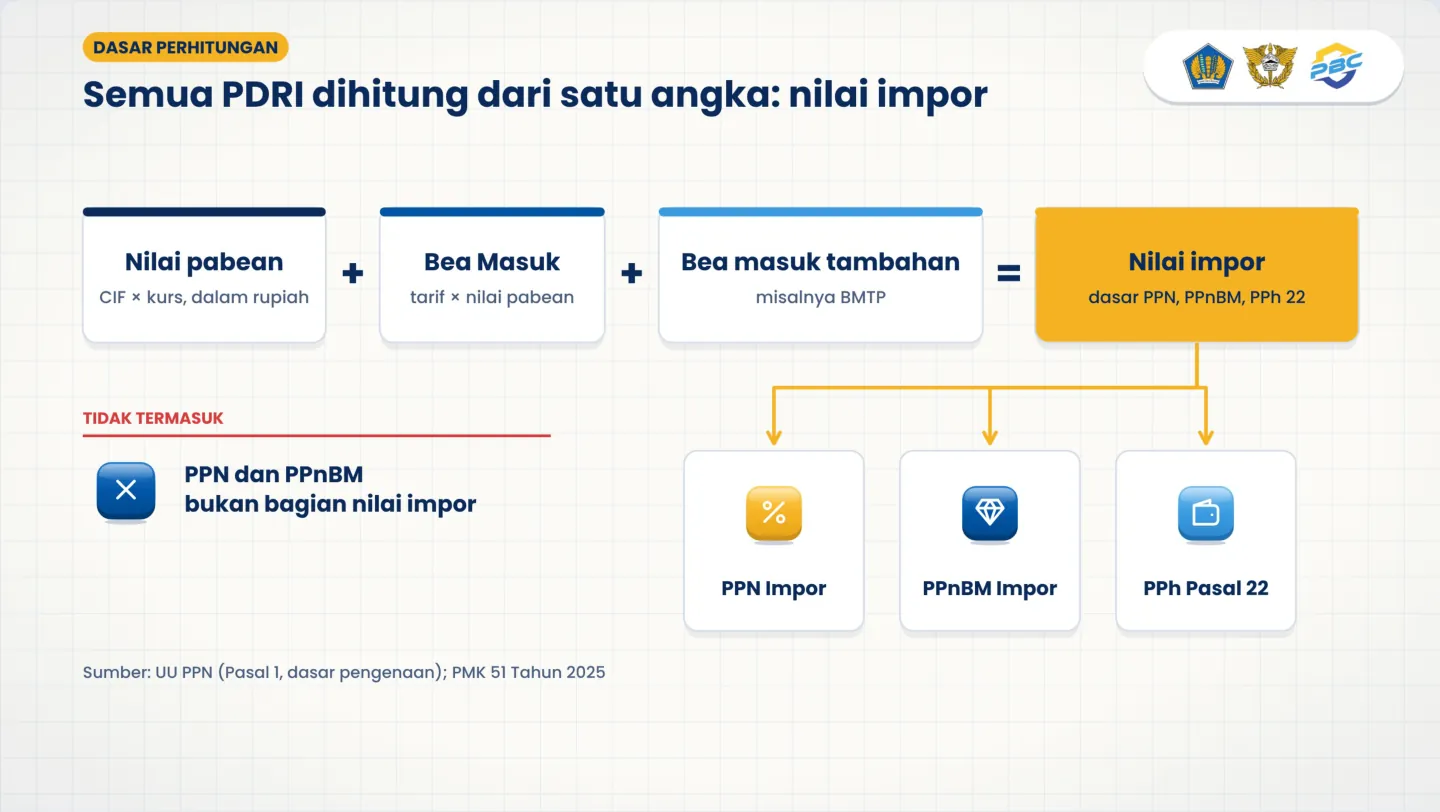 DASAR PERHITUNGAN
Semua PDRI dihitung dari satu angka: nilai impor
PBC
Nilai pabean
CIF × kurs, dalam rupiah
+
Bea Masuk
tarif × nilai pabean
+
Bea masuk tambahan
misalnya BMTP
=
Nilai impor
dasar PPN, PPnBM, PPh 22
TIDAK TERMASUK
PPN dan PPnBM
bukan bagian nilai impor
%
PPN Impor
PPnBM Impor
PPh Pasal 22
Sumber: UU PPN (Pasal 1, dasar pengenaan); PMK 51 Tahun 2025